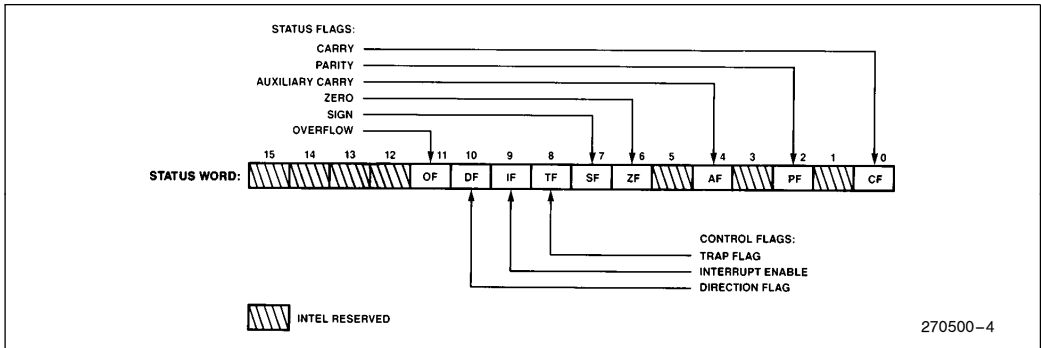 STATUS FLAGS:
CARRY
PARITY
AUXILIARY CARRY
ZERO
SIGN
OVERFLOW
15 14 13 12 11 10 9 8 7 6 5 4 3 2 1 0
STATUS WORD: OF DF IF TF SF ZF AF PF CF
CONTROL FLAGS:
TRAP FLAG
INTERRUPT ENABLE
DIRECTION FLAG
INTEL RESERVED
270500–4